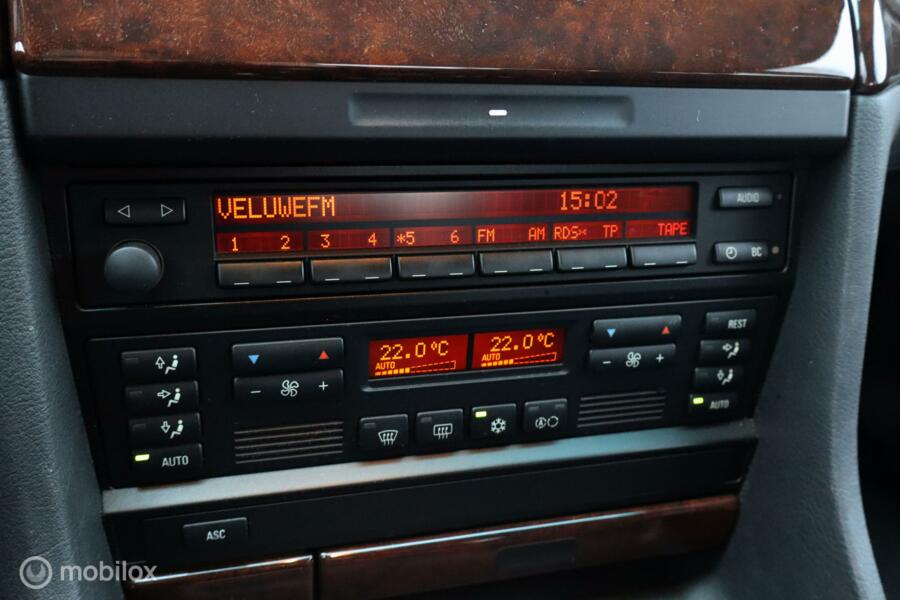 VELUWEFM 15:02 AUDIO
1 2 3 4 *5 6 FM AM RDS TP TAPE
BC
22.0°C 22.0°C
AUTO AUTO
REST
- + - +
AUTO AUTO
ASC
mobilox